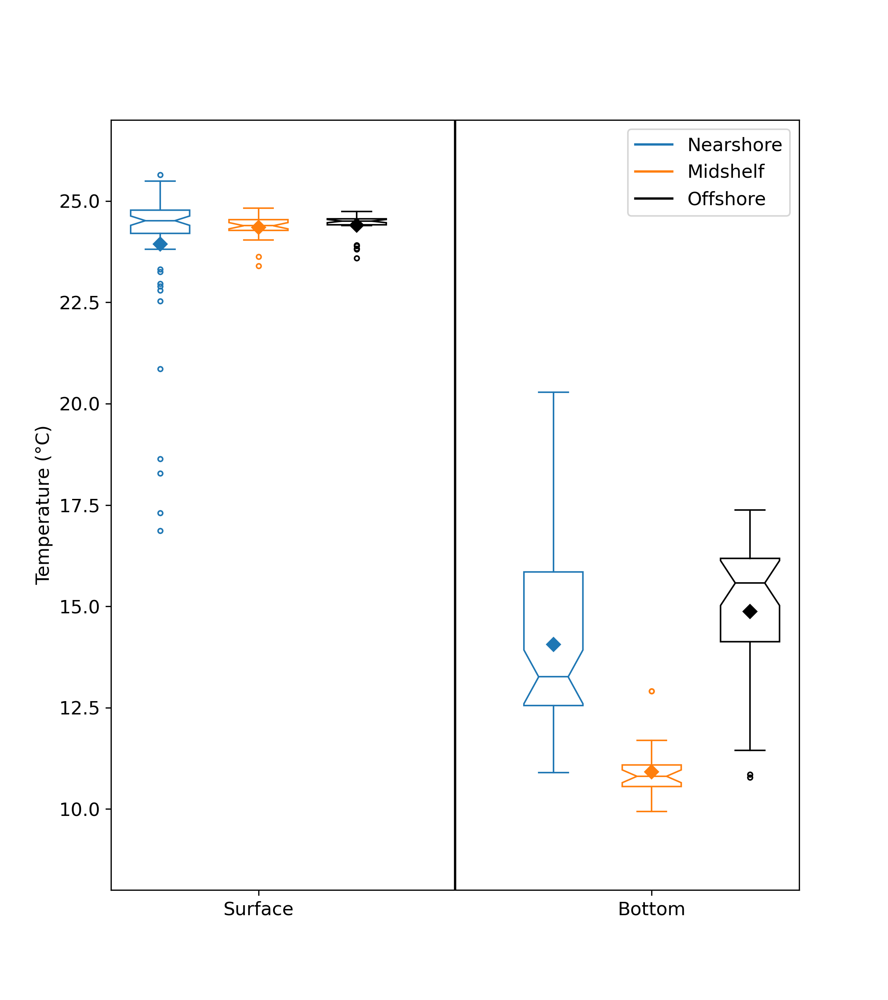 Nearshore
Midshelf
Offshore
25.0
22.5
20.0
17.5
15.0
12.5
10.0
Temperature (°C)
Surface
Bottom